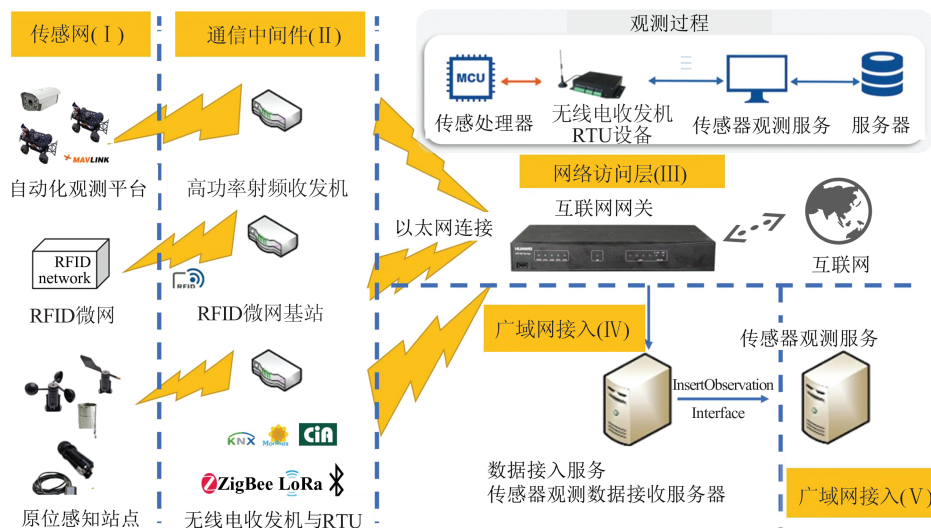 传感网(Ⅰ)
通信中间件(Ⅱ)
观测过程
MCU
传感处理器
无线电收发机
RTU设备
传感器观测服务
服务器
MAVLINK
自动化观测平台
高功率射频收发机
网络访问层(Ⅲ)
互联网网关
以太网连接
HUAWEI
互联网
RFID
network
RFID微网
RFID
RFID微网基站
广域网接入(Ⅳ)
传感器观测服务
InsertObservation
Interface
KNX
Modbus
CiA
ZigBee
LoRa
数据接入服务
传感器观测数据接收服务器
原位感知站点
无线电收发机与RTU
广域网接入(Ⅴ)